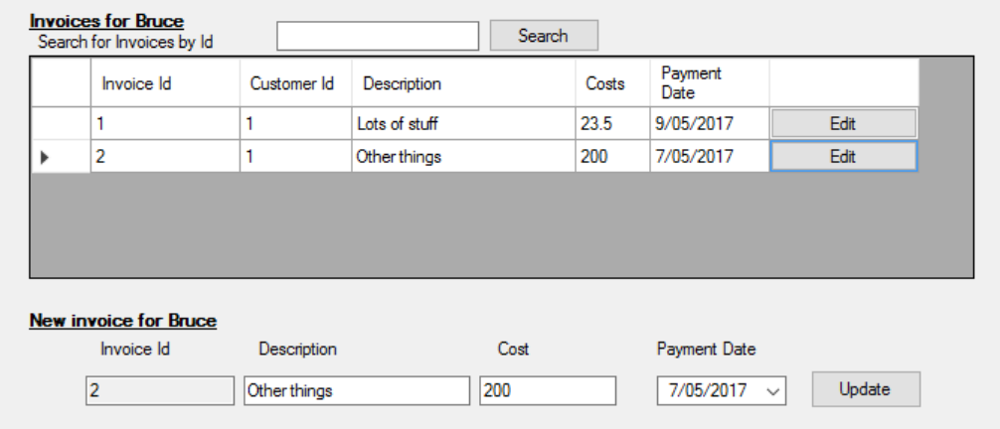 Invoices for Bruce
Search for Invoices by Id Search
Invoice Id Customer Id Description Costs Payment
Date
1 1 Lots of stuff 23.5 9/05/2017 Edit
2 1 Other things 200 7/05/2017 Edit
New invoice for Bruce
Invoice Id Description Cost Payment Date
2 Other things 200 7/05/2017 Update